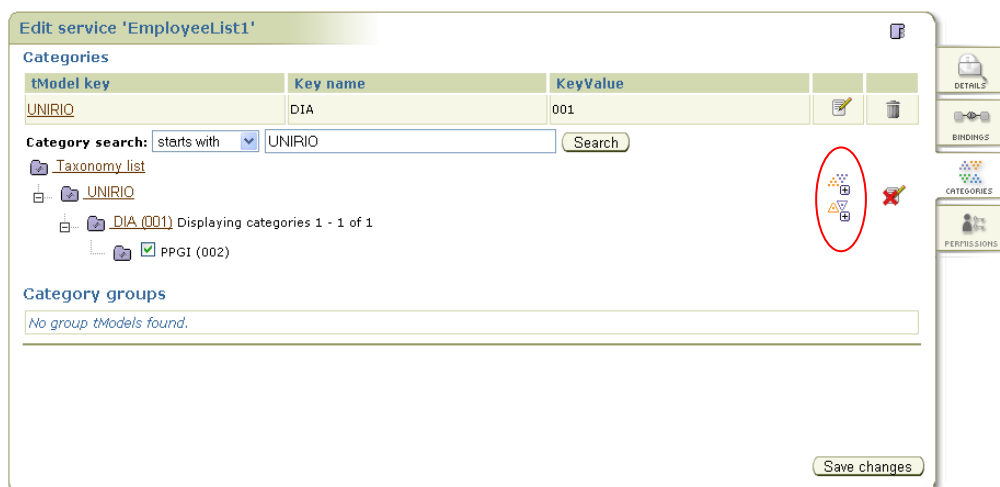 Edit service 'EmployeeList1'
Categories
tModel key Key name KeyValue
UNIRIO DIA 001
Category search: starts with UNIRIO Search
Taxonomy list
UNIRIO
DIA (001) Displaying categories 1 - 1 of 1
PPGI (002)
Category groups
No group tModels found.
Save changes
DETAILS
BINDINGS
CATEGORIES
PERMISSIONS